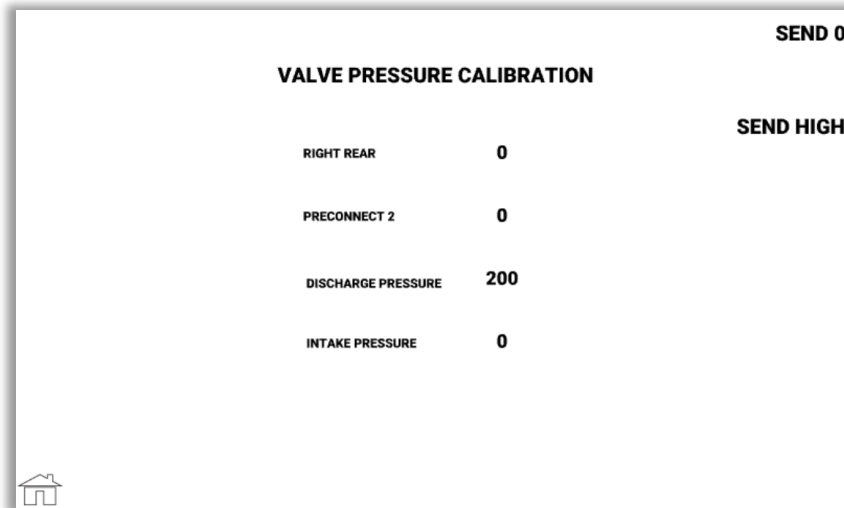 SEND 0
VALVE PRESSURE CALIBRATION
SEND HIGH
RIGHT REAR 0
PRECONNECT 2 0
DISCHARGE PRESSURE 200
INTAKE PRESSURE 0